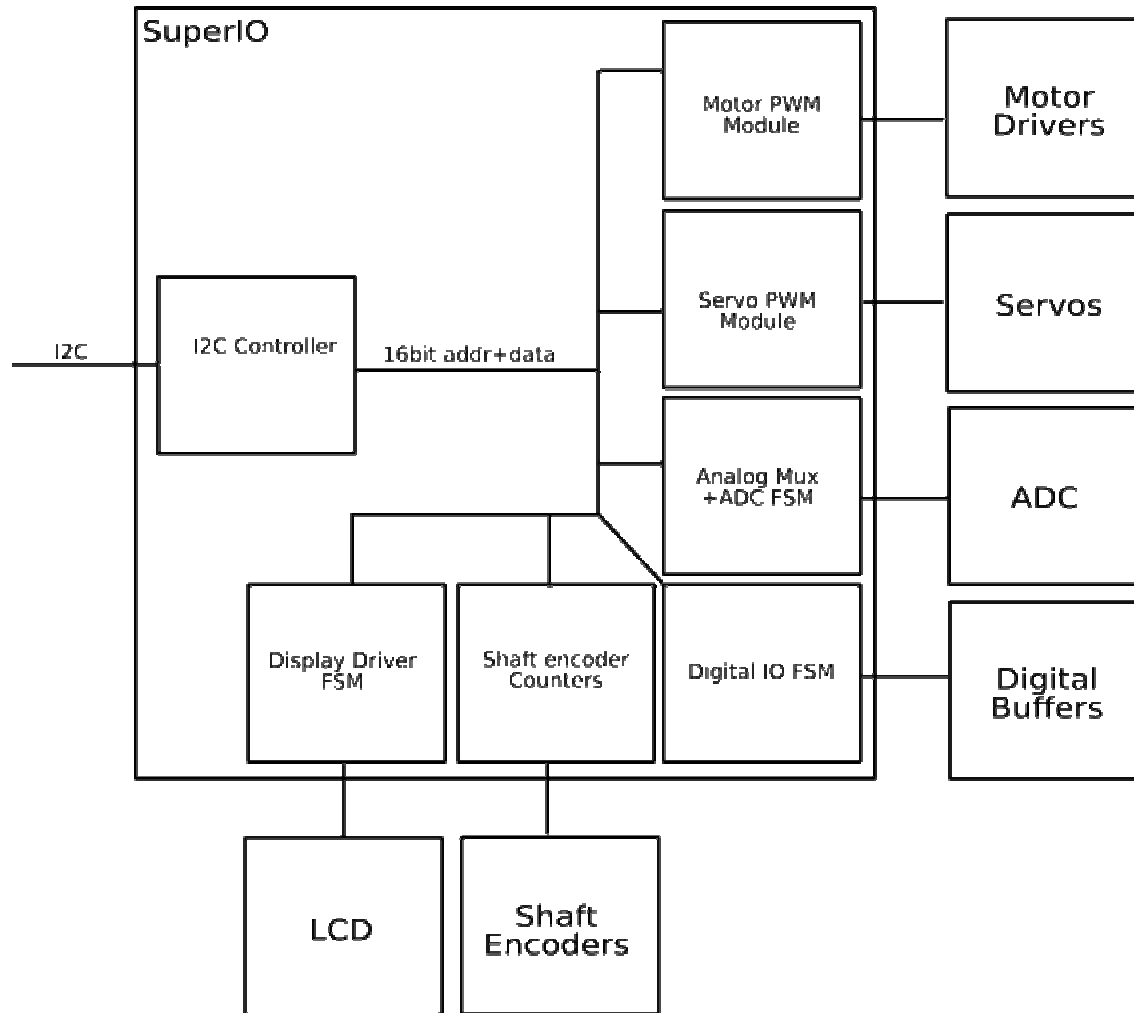 SuperIO
Motor PWM
Module
Motor
Drivers
Servo PWM
Module
Servos
I2C
I2C Controller
16bit addr+data
Analog Mux
+ADC FSM
ADC
Display Driver
FSM
Shaft encoder
Counters
Digital IO FSM
Digital
Buffers
LCD
Shaft
Encoders